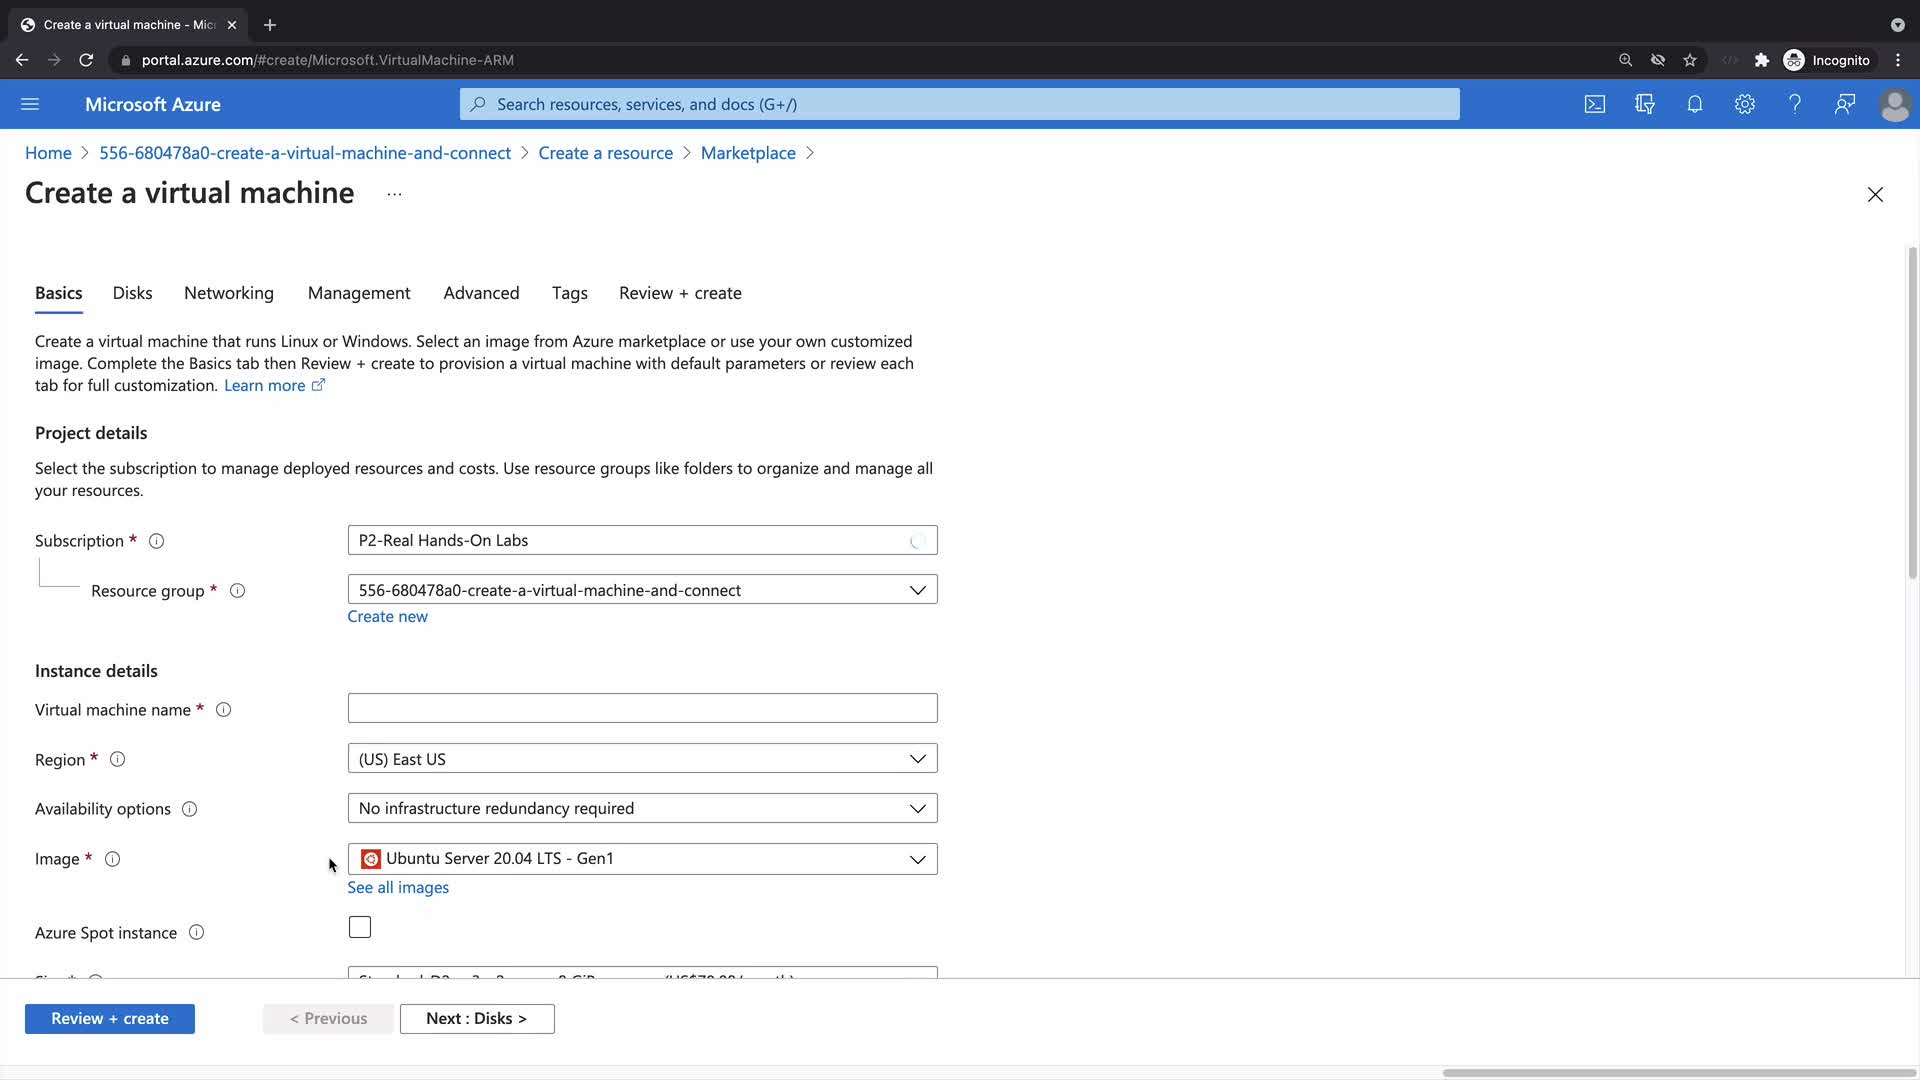 Create a virtual machine - Mic
portal.azure.com/#create/Microsoft.VirtualMachine-ARM
Incognito
Microsoft Azure
Search resources, services, and docs (G+/)
Home > 556-680478a0-create-a-virtual-machine-and-connect > Create a resource > Marketplace >
Create a virtual machine ...
Basics Disks Networking Management Advanced Tags Review + create
Create a virtual machine that runs Linux or Windows. Select an image from Azure marketplace or use your own customized
image. Complete the Basics tab then Review + create to provision a virtual machine with default parameters or review each
tab for full customization. Learn more
Project details
Select the subscription to manage deployed resources and costs. Use resource groups like folders to organize and manage all
your resources.
Subscription *
P2-Real Hands-On Labs
Resource group *
556-680478a0-create-a-virtual-machine-and-connect
Create new
Instance details
Virtual machine name *
Region *
(US) East US
Availability options
No infrastructure redundancy required
Image *
Ubuntu Server 20.04 LTS - Gen1
See all images
Azure Spot instance
Review + create
< Previous
Next : Disks >